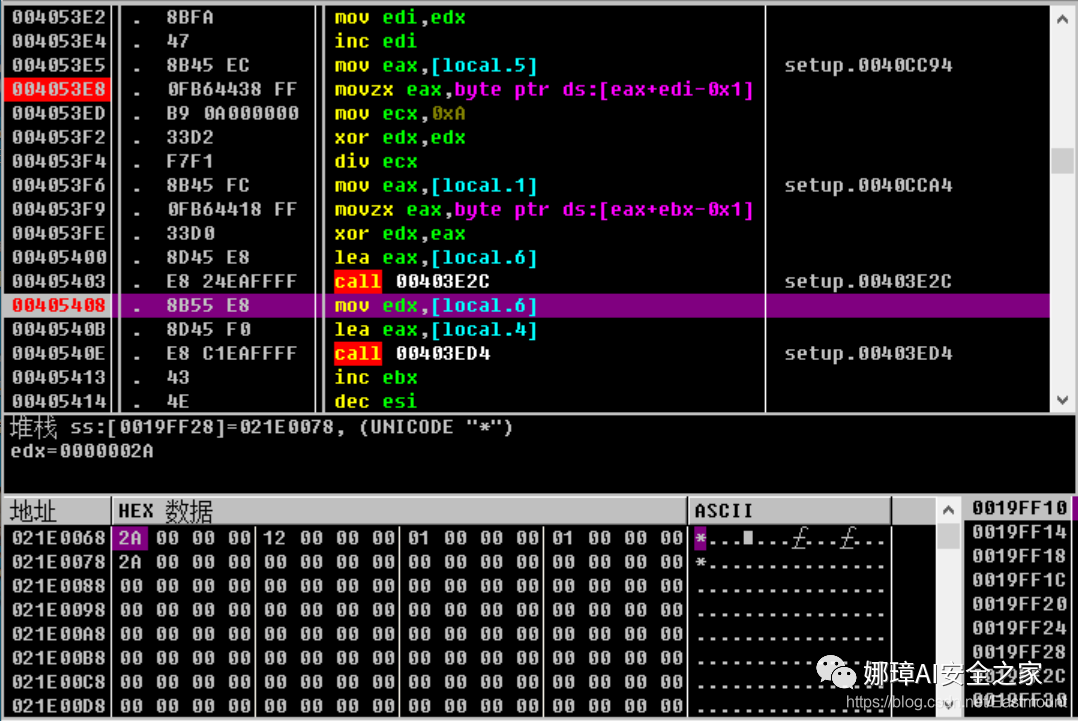 004053E2 . 8BFA mov edi,edx
004053E4 . 47 inc edi
004053E5 . 8B45 EC mov eax,[local.5] setup.0040CC94
004053E8 . 0FB64438 FF movzx eax,byte ptr ds:[eax+edi-0x1]
004053ED . B9 0A000000 mov ecx,0xA
004053F2 . 33D2 xor edx,edx
004053F4 . F7F1 div ecx
004053F6 . 8B45 FC mov eax,[local.1] setup.0040CCA4
004053F9 . 0FB64418 FF movzx eax,byte ptr ds:[eax+ebx-0x1]
004053FE . 33D0 xor edx,eax
00405400 . 8D45 E8 lea eax,[local.6]
00405403 . E8 24EAFFFF call 00403E2C setup.00403E2C
00405408 . 8B55 E8 mov edx,[local.6]
0040540B . 8D45 F0 lea eax,[local.4]
0040540E . E8 C1EAFFFF call 00403ED4 setup.00403ED4
00405413 . 43 inc ebx
00405414 . 4E dec esi
堆栈 ss:[0019FF28]=021E0078, (UNICODE "*")
edx=0000002A
地址 HEX 数据 ASCII 0019FF10
021E0068 2A 00 00 00 12 00 00 00 01 00 00 00 01 00 00 00 *... ... ... ... 0019FF14
021E0078 2A 00 00 00 00 00 00 00 00 00 00 00 00 00 00 00 *............... 0019FF18
021E0088 00 00 00 00 00 00 00 00 00 00 00 00 00 00 00 00 ................ 0019FF1C
021E0098 00 00 00 00 00 00 00 00 00 00 00 00 00 00 00 00 ................ 0019FF20
021E00A8 00 00 00 00 00 00 00 00 00 00 00 00 00 00 00 00 ................ 0019FF24
021E00B8 00 00 00 00 00 00 00 00 00 00 00 00 00 00 00 00 0019FF28
021E00C8 00 00 00 00 00 00 00 00 00 00 00 00 00 00 00 00
021E00D8 00 00 00 00 00 00 00 00 00 00 00 00 00 00 00 00
娜璋AI安全之家
https://blog.csdn.net/Eastmount